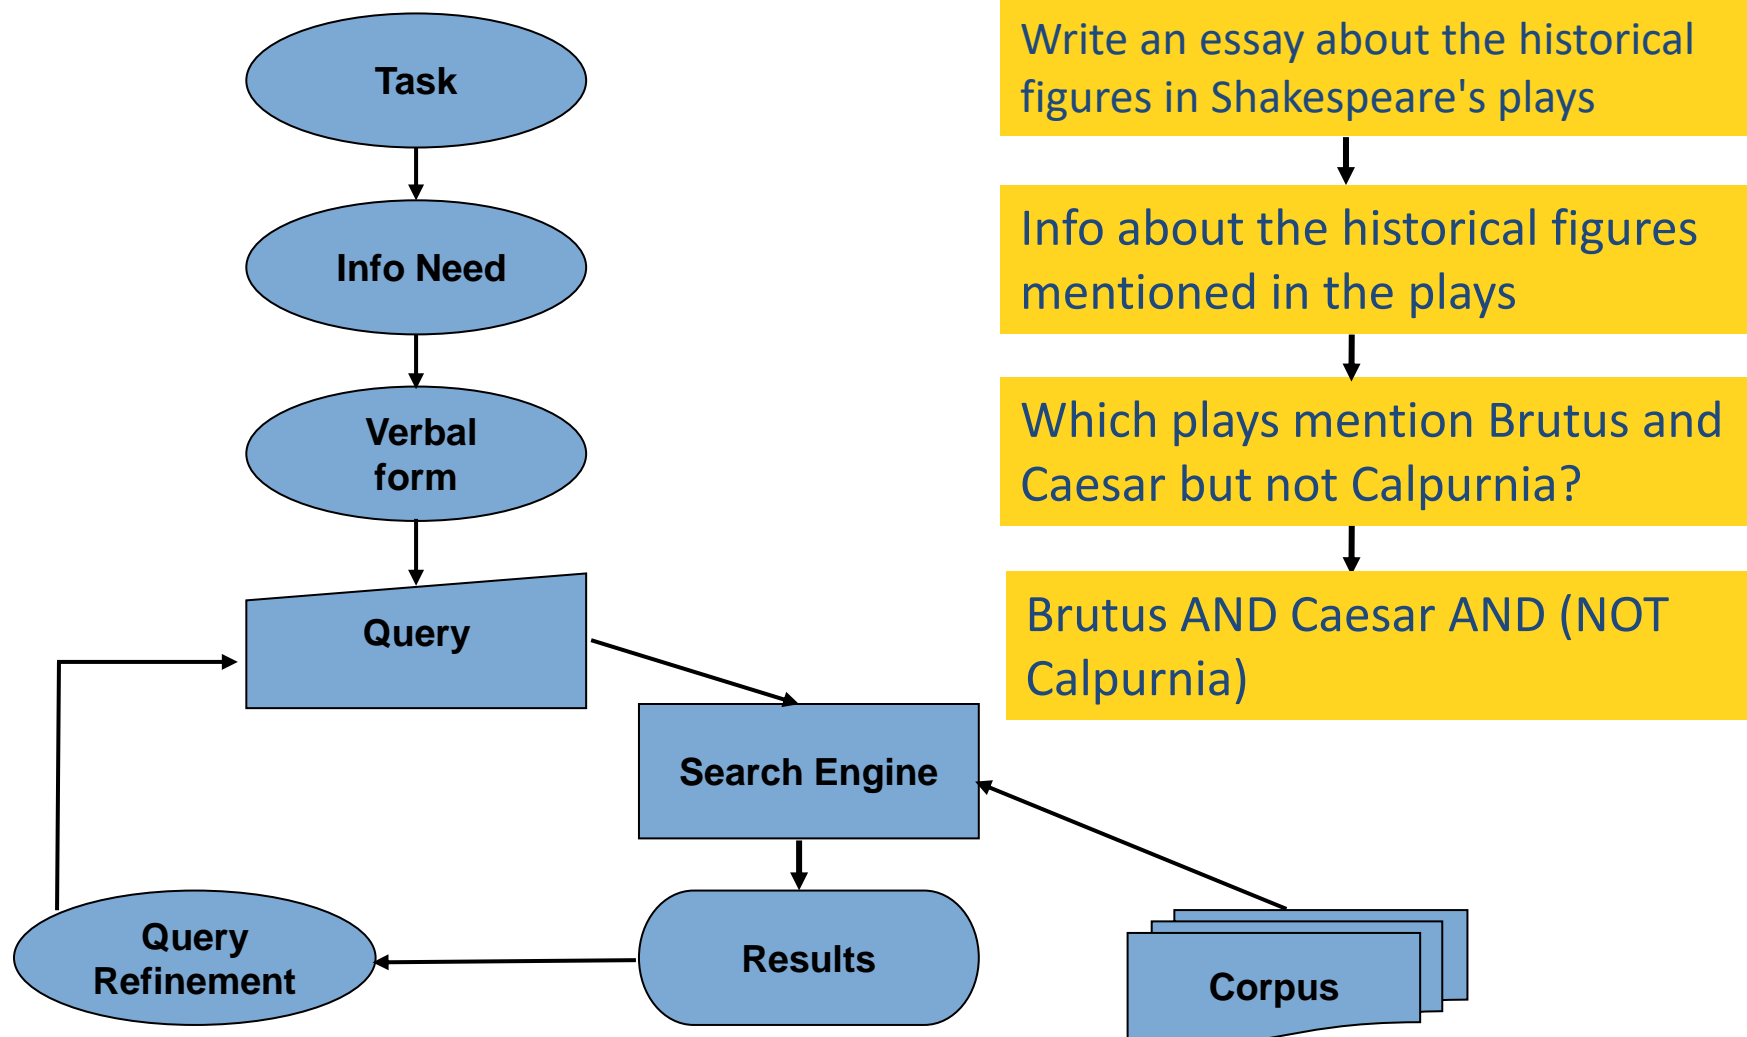 Task
Info Need
Verbal
form
Query
Search Engine
Results
Query
Refinement
Corpus
Write an essay about the historical
figures in Shakespeare's plays
Info about the historical figures
mentioned in the plays
Which plays mention Brutus and
Caesar but not Calpurnia?
Brutus AND Caesar AND (NOT
Calpurnia)